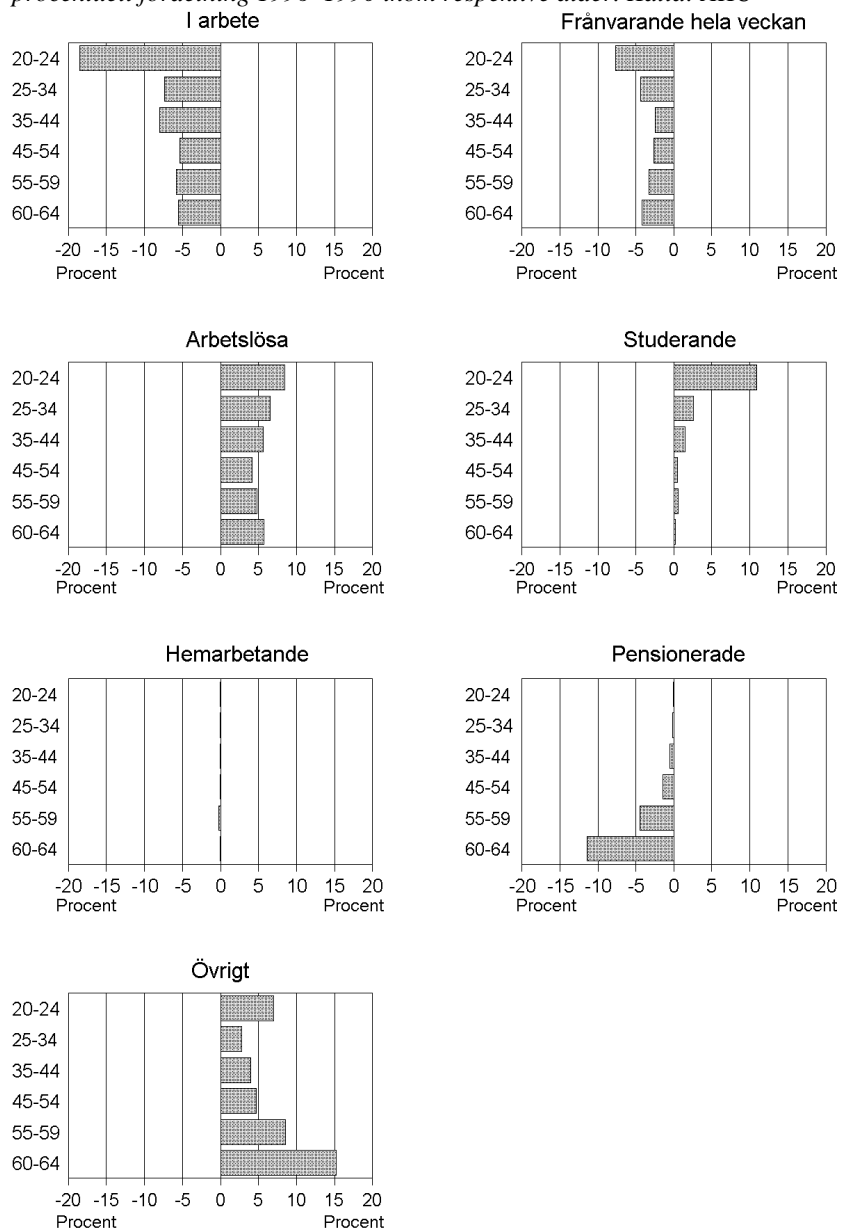 procentuell fördelning inom respektive ålder. Källa: AKU
I arbete
20-24
25-34
35-44
45-54
55-59
60-64
-20 -15 -10 -5 0 5 10 15 20
Procent Procent
Frånvarande hela veckan
20-24
25-34
35-44
45-54
55-59
60-64
-20 -15 -10 -5 0 5 10 15 20
Procent Procent
Arbetslösa
20-24
25-34
35-44
45-54
55-59
60-64
-20 -15 -10 -5 0 5 10 15 20
Procent Procent
Studerande
20-24
25-34
35-44
45-54
55-59
60-64
-20 -15 -10 -5 0 5 10 15 20
Procent Procent
Hemarbetande
20-24
25-34
35-44
45-54
55-59
60-64
-20 -15 -10 -5 0 5 10 15 20
Procent Procent
Pensionerade
20-24
25-34
35-44
45-54
55-59
60-64
-20 -15 -10 -5 0 5 10 15 20
Procent Procent
Övrigt
20-24
25-34
35-44
45-54
55-59
60-64
-20 -15 -10 -5 0 5 10 15 20
Procent Procent